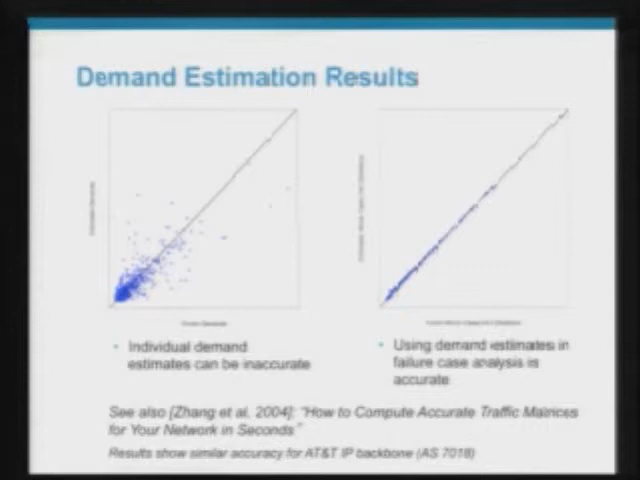 Demand Estimation Results
• Individual demand
estimates can be inaccurate
• Using demand estimates in
failure case analysis is
accurate
See also [Zhang et al. 2004]: "How to Compute Accurate Traffic Matrices
for Your Network in Seconds"
Results show similar accuracy for AT&T IP backbone (AS 7018)